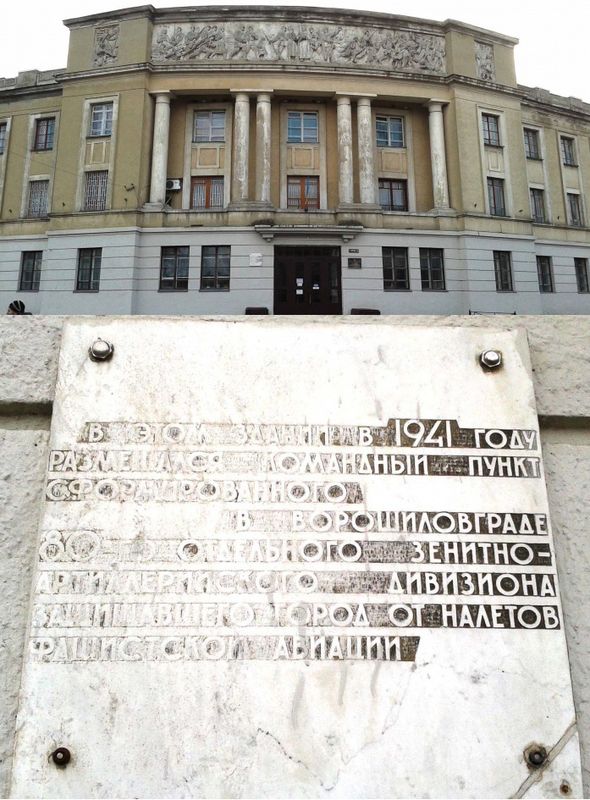 В ЭТОМ ЗДАНИИ В 1941 ГОДУ
РАЗМЕЩАЛСЯ КОМАНДНЫЙ ПУНКТ
СФОРМИРОВАННОГО
В ВОРОШИЛОВГРАДЕ
80 ОТДЕЛЬНОГО ЗЕНИТНО-
АРТИЛЛЕРИЙСКОГО ДИВИЗИОНА
ЗАЩИЩАВШЕГО ГОРОД ОТ НАЛЕТОВ
ФАШИСТСКОЙ АВИАЦИИ